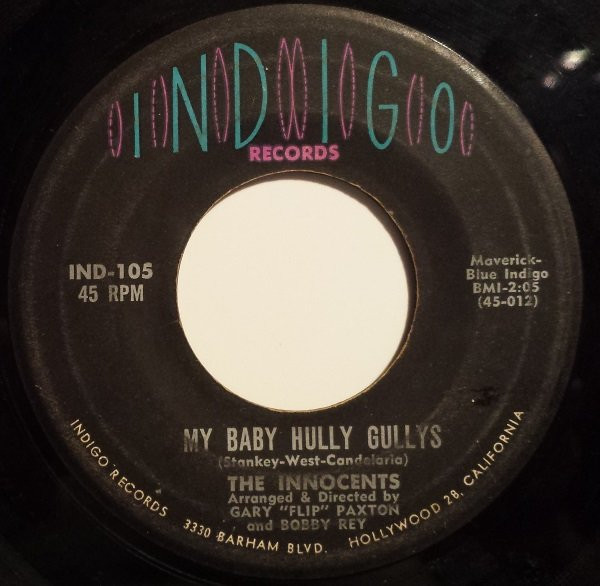 INDIGO
RECORDS
IND-105
45 RPM
Maverick-
Blue Indigo
BMI-2:05
(45-012)
MY BABY HULLY GULLYS
(Stankey-West-Candelaria)
THE INNOCENTS
Arranged & Directed by
GARY "FLIP" PAXTON
and BOBBY REY
INDIGO RECORDS 3330 BARHAM BLVD. HOLLYWOOD 28, CALIFORNIA